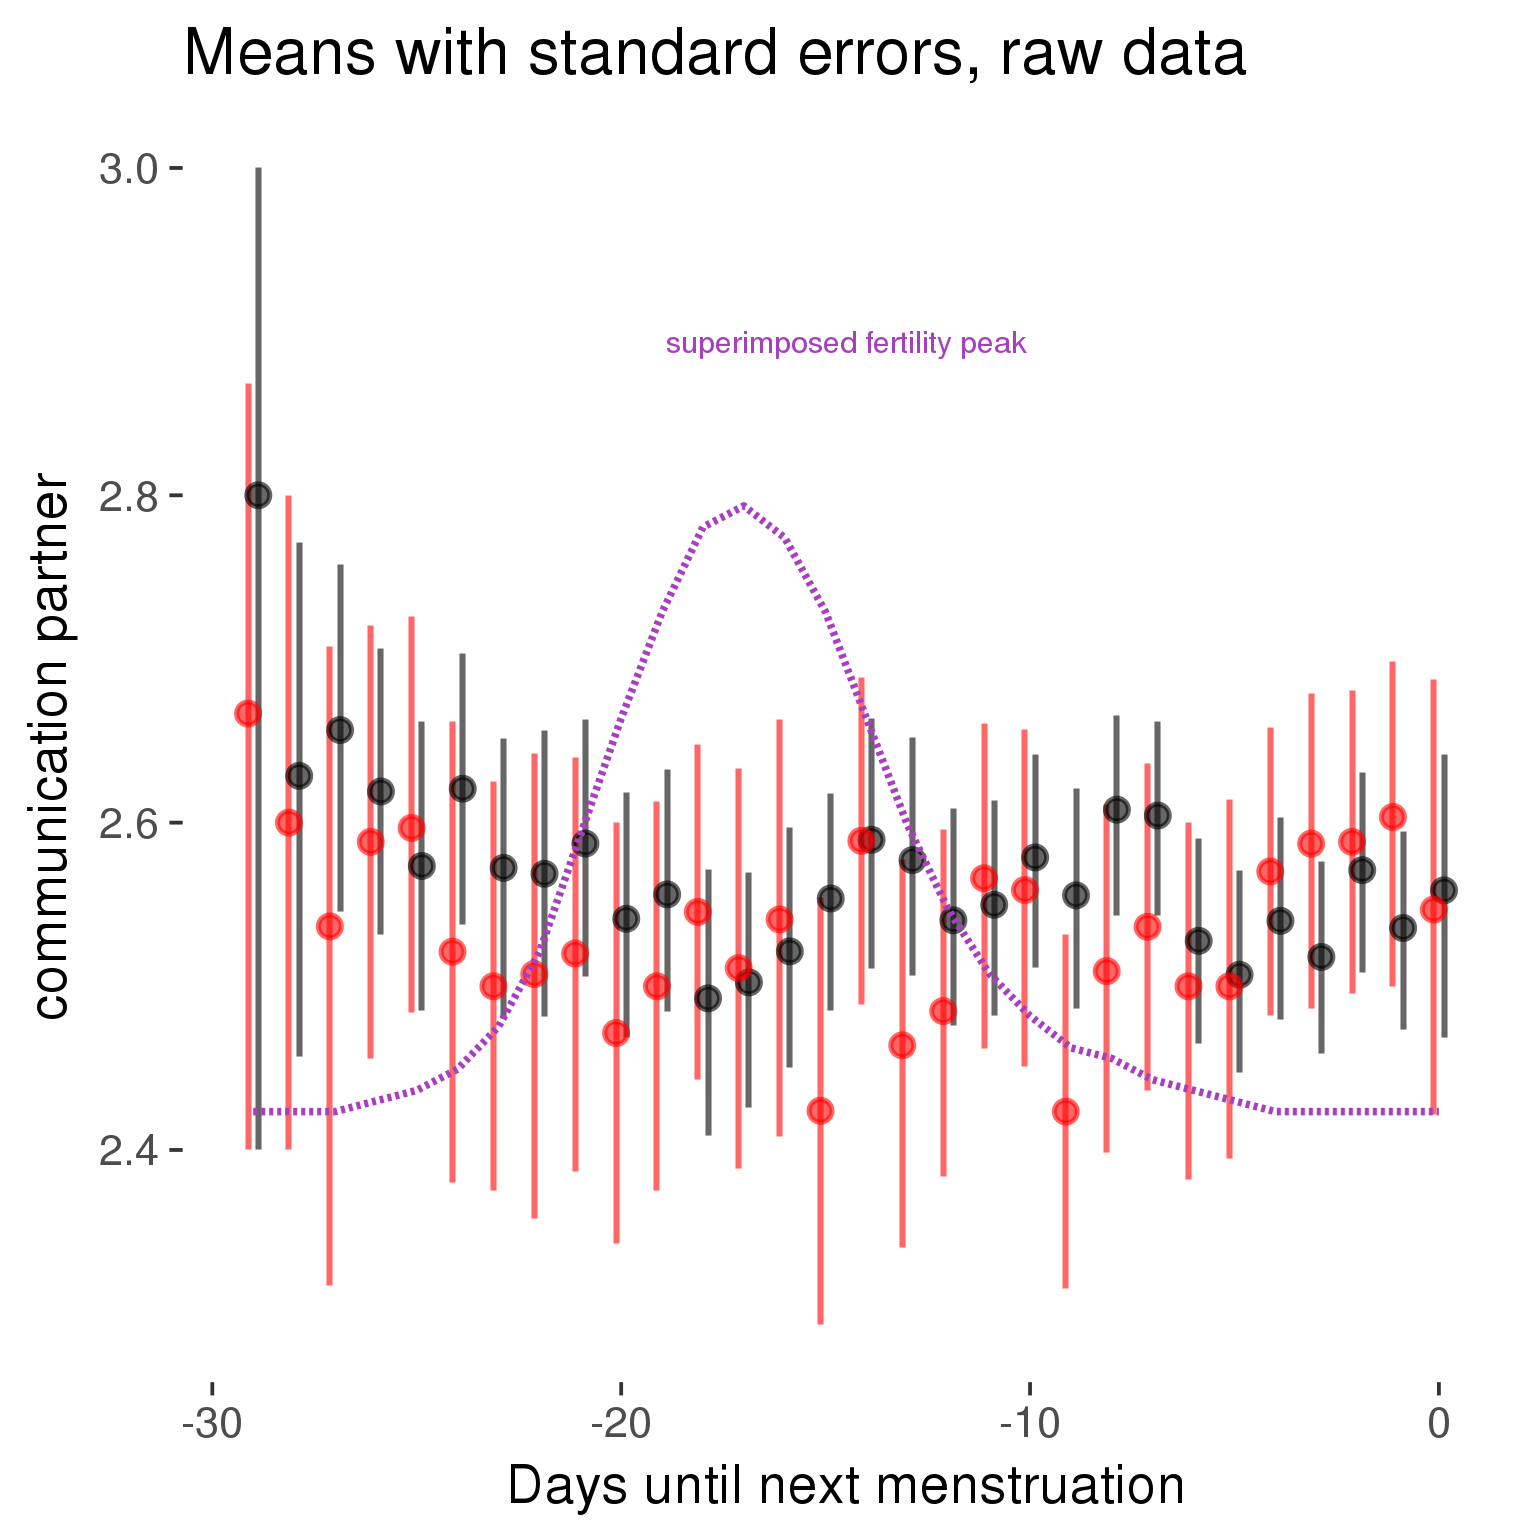 Means with standard errors, raw data
3.0
superimposed fertility peak
2.8
communication partner
2.6
2.4
-30
-20
-10
0
Days until next menstruation